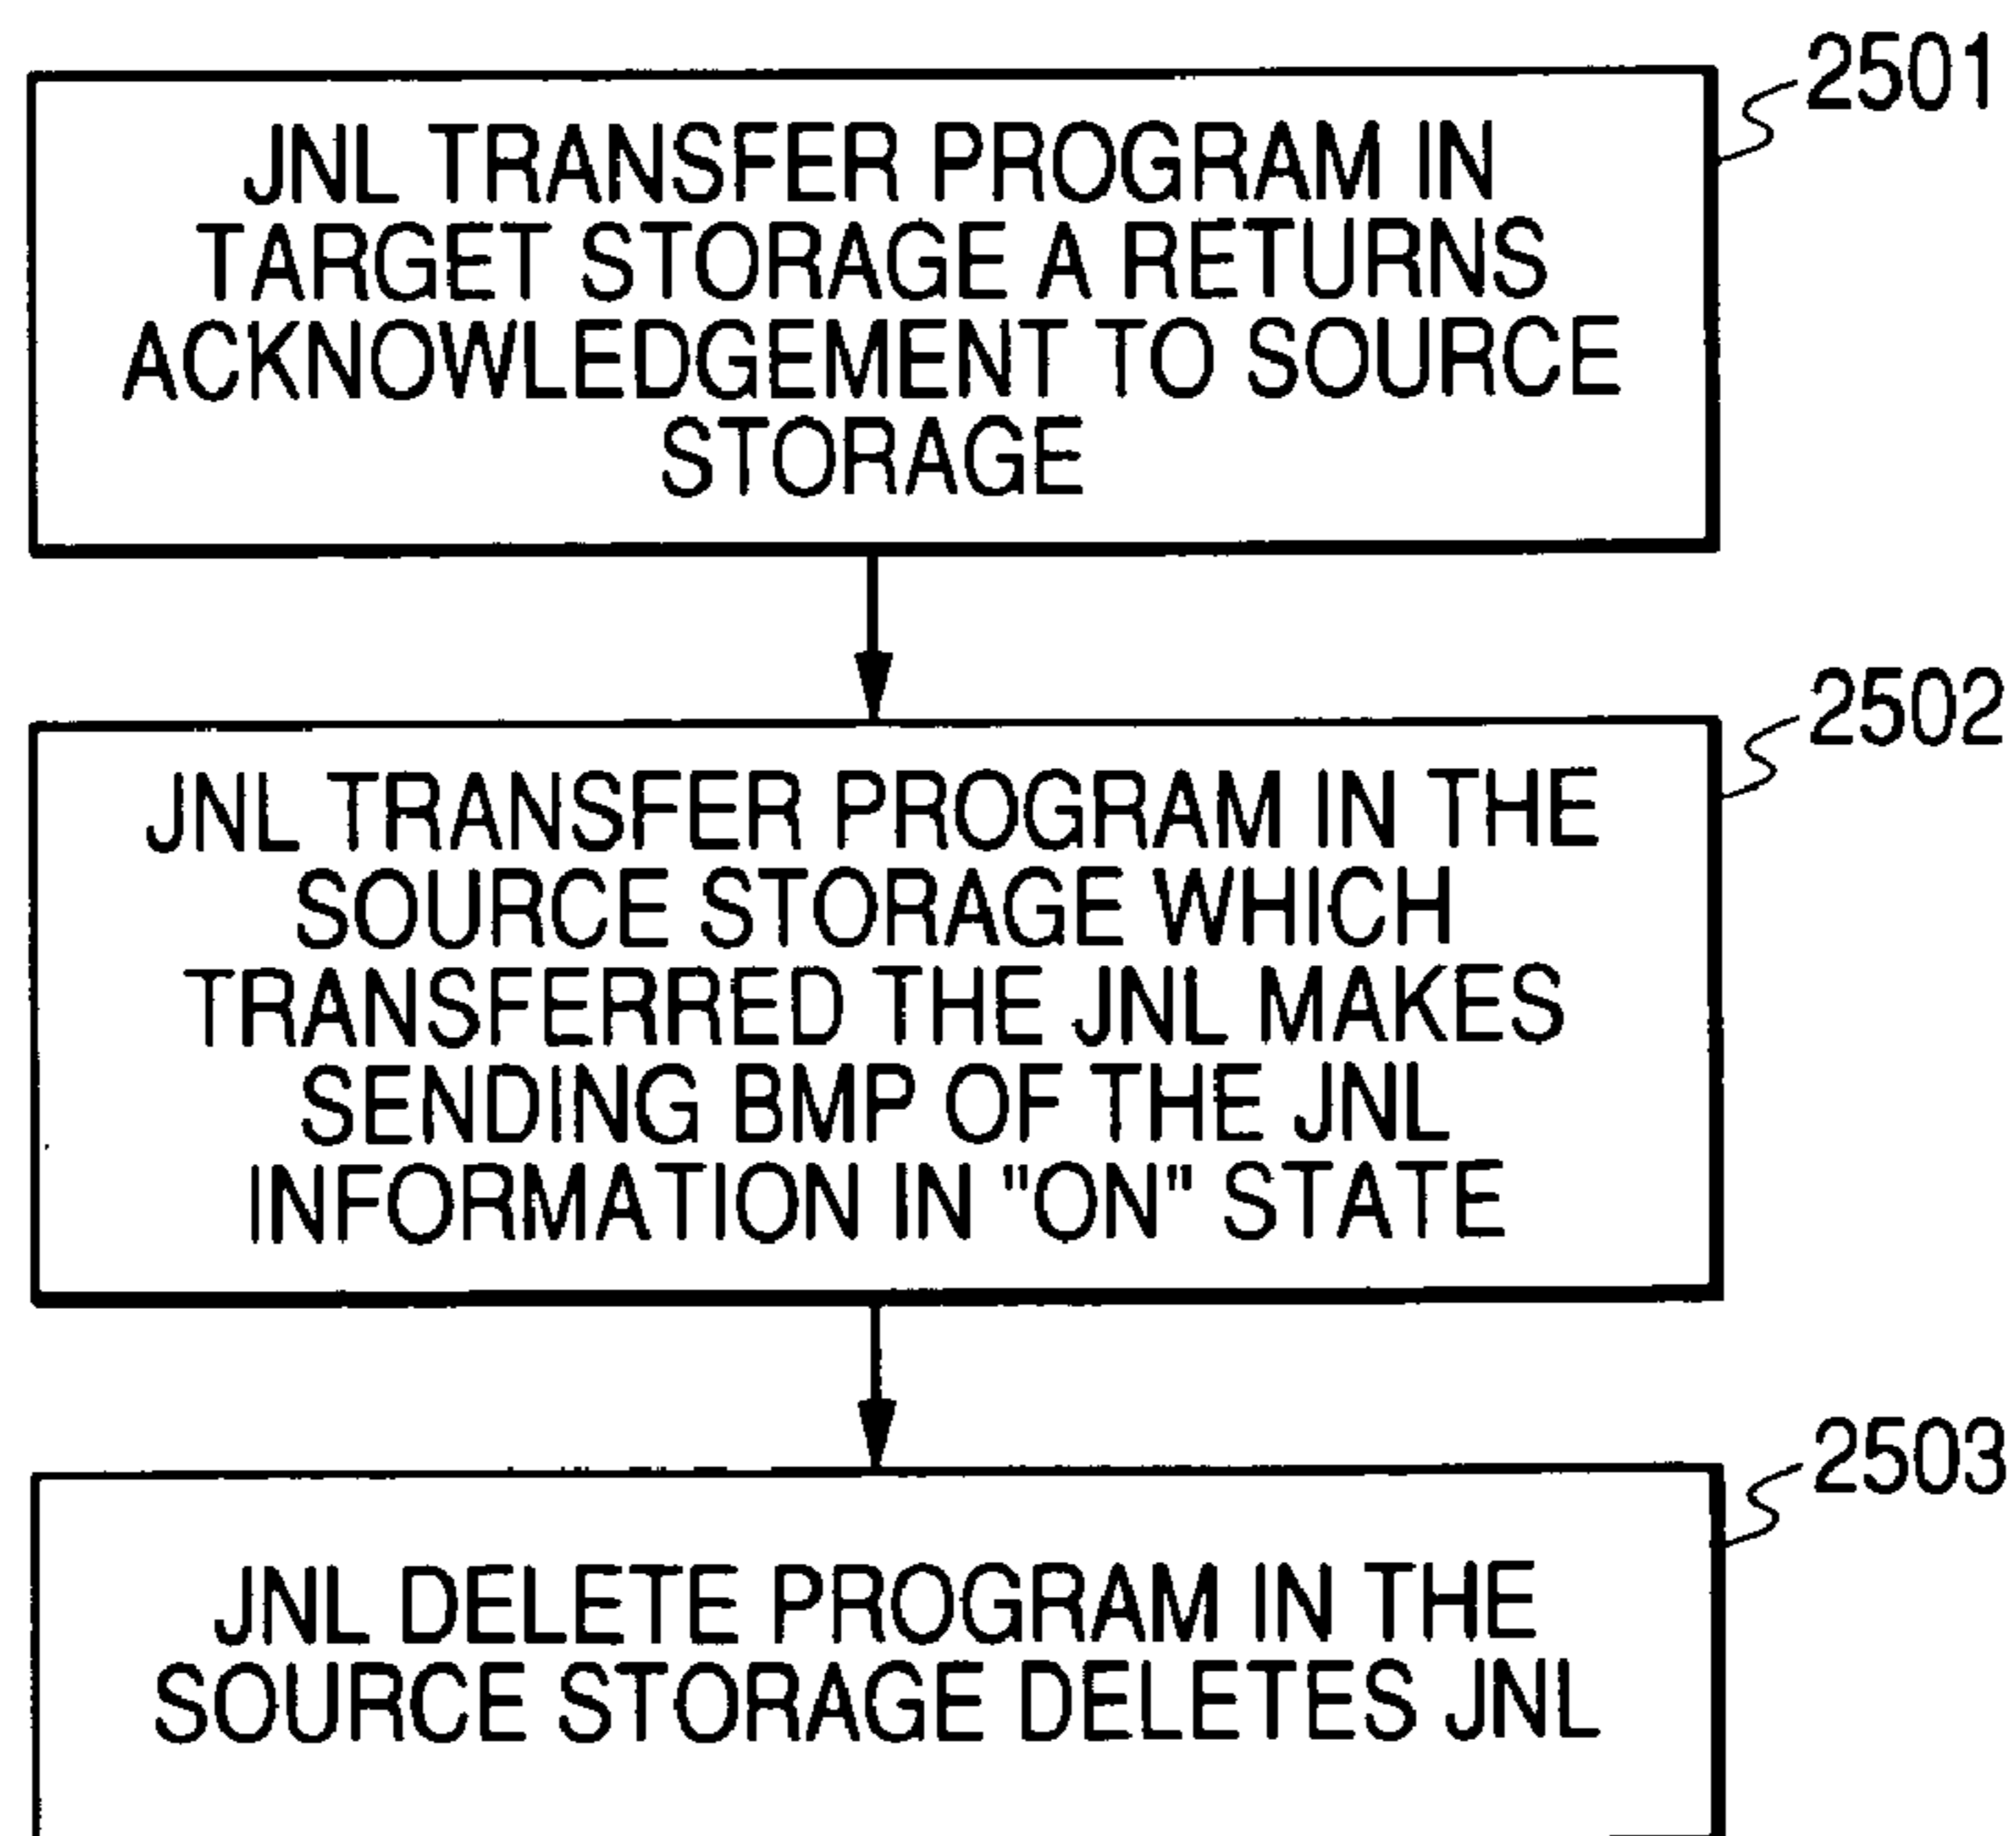 2501
JNL TRANSFER PROGRAM IN
TARGET STORAGE A RETURNS
ACKNOWLEDGEMENT TO SOURCE
STORAGE
2502
JNL TRANSFER PROGRAM IN THE
SOURCE STORAGE WHICH
TRANSFERRED THE JNL MAKES
SENDING BMP OF THE JNL
INFORMATION IN "ON" STATE
2503
JNL DELETE PROGRAM IN THE
SOURCE STORAGE DELETES JNL